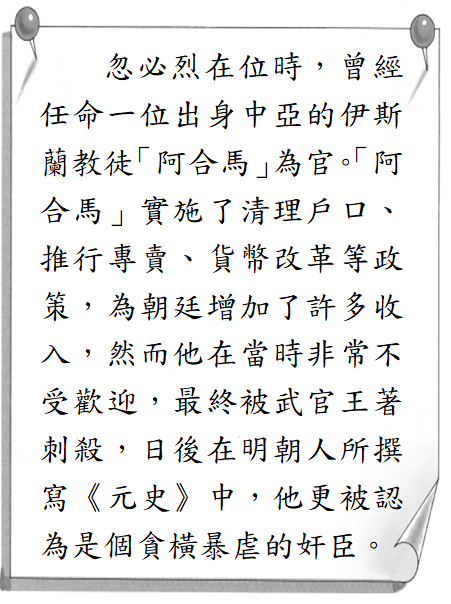 忽必烈在位時，曾經
任命一位出身中亞的伊斯
蘭教徒「阿合馬」為官。「阿
合馬」實施了清理戶口、
推行專賣、貨幣改革等政
策，為朝廷增加了許多收
入，然而他在當時非常不
受歡迎，最終被武官王著
刺殺，日後在明朝人所撰
寫《元史》中，他更被認
為是個貪橫暴虐的奸臣。